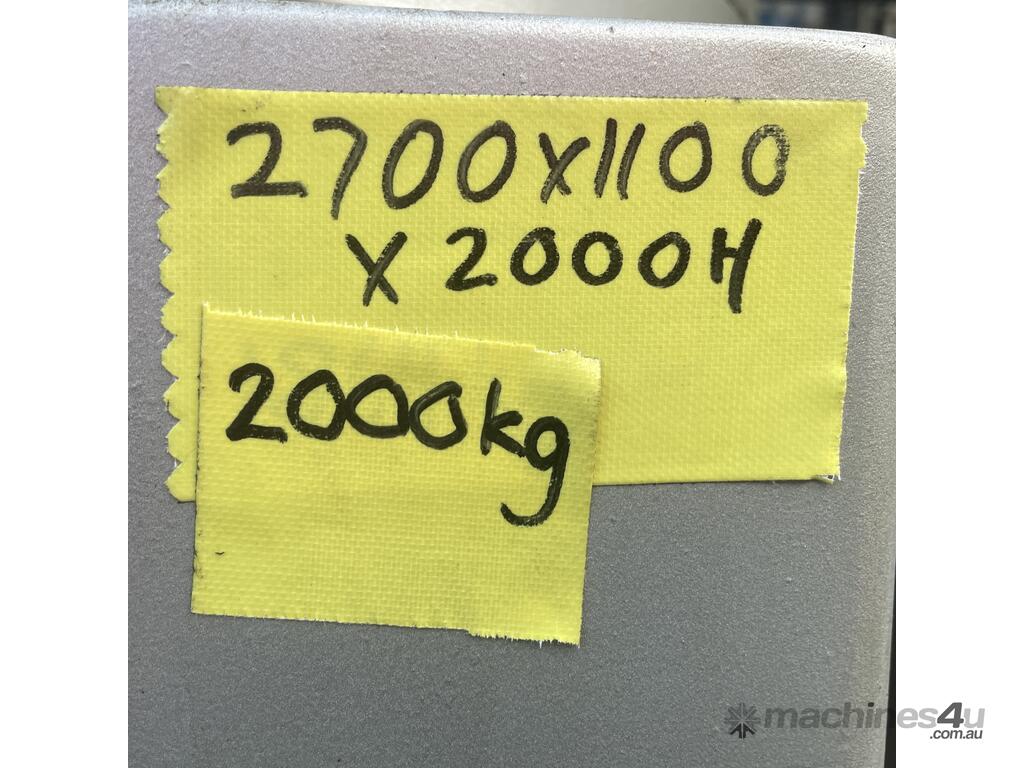 2700x1100
x 2000H
2000kg
machines4u
.com.au